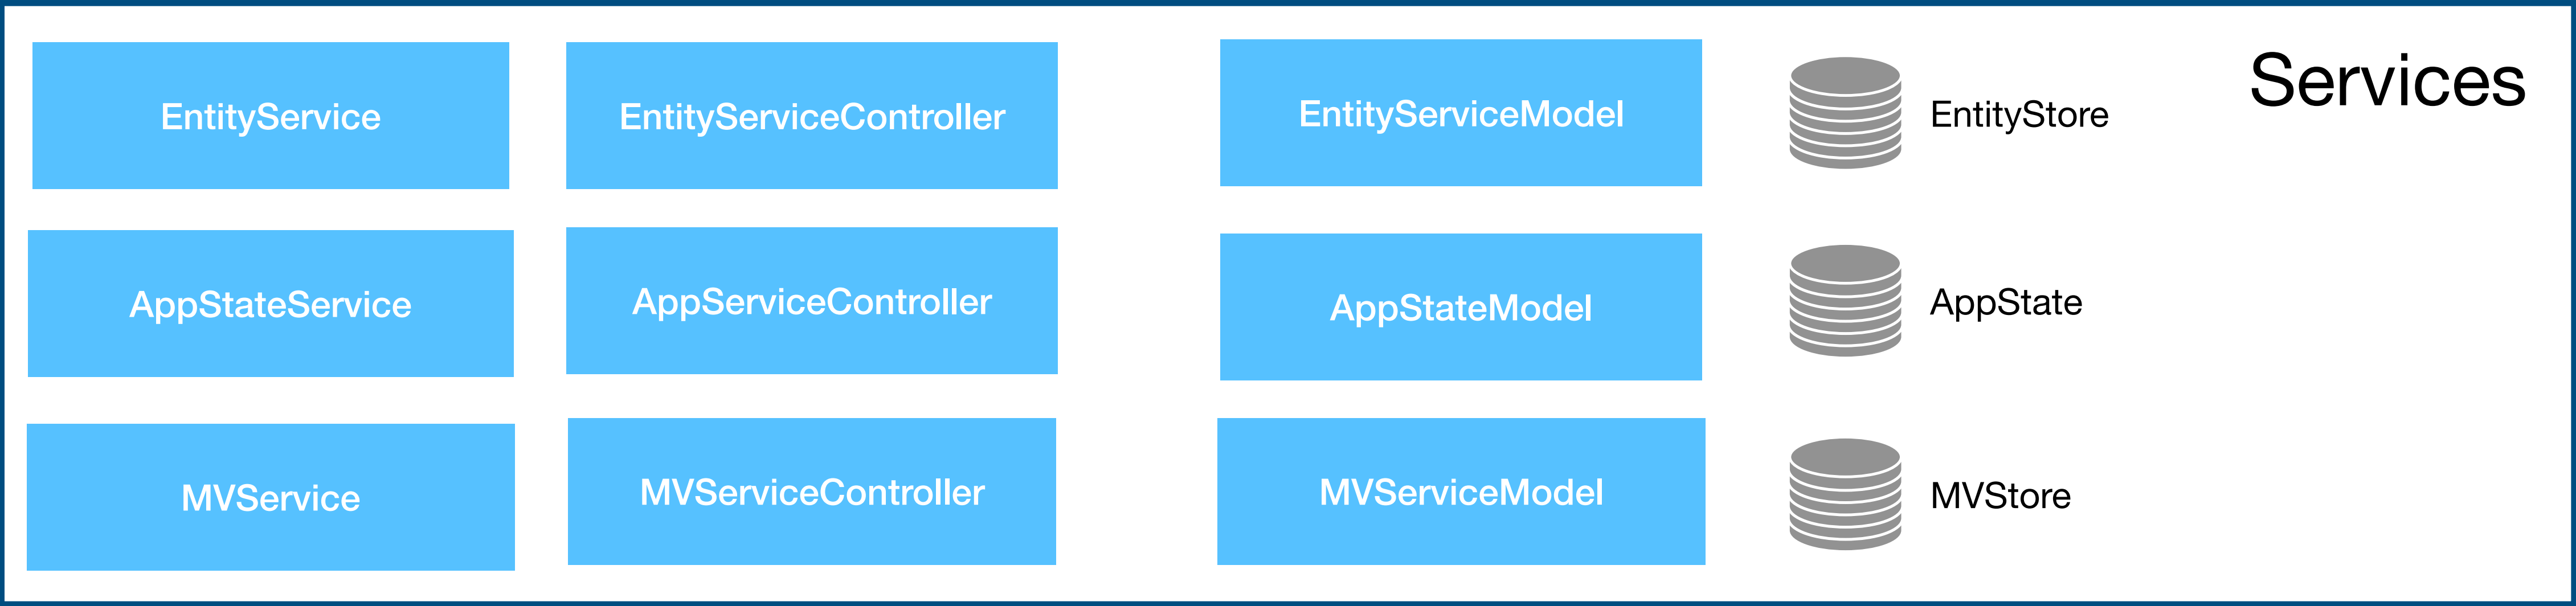 Services
EntityService
EntityServiceController
EntityServiceModel
EntityStore
AppStateService
AppServiceController
AppStateModel
AppState
MVService
MVServiceController
MVServiceModel
MVStore